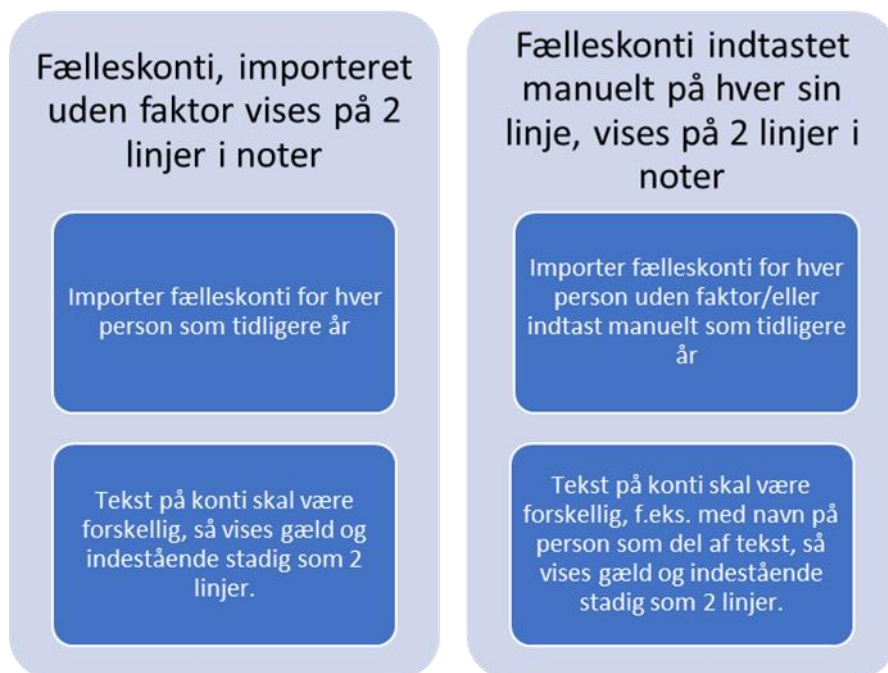 Fælleskonti, importeret
uden faktor vises på 2
linjer i noter
Importer fælleskonti for hver
person som tidligere år
Tekst på konti skal være
forskellig, så vises gæld og
indestående stadig som 2
linjer.
Fælleskonti indtastet
manuelt på hver sin
linje, vises på 2 linjer i
noter
Importer fælleskonti for hver
person uden faktor/eller
indtast manuelt som tidligere
år
Tekst på konti skal være
forskellig, f.eks. med navn på
person som del af tekst, så
vises gæld og indestående
stadig som 2 linjer.